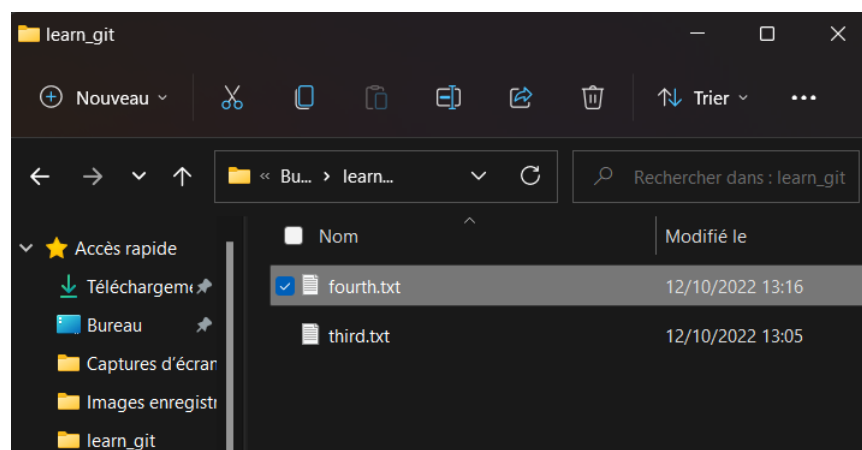 learn_git
Nouveau
Trier
« Bu... > learn...
Rechercher dans : learn_git
Nom
Modifié le
Accès rapide
Téléchargeme
Bureau
Captures d'écran
Images enregistr
learn_git
fourth.txt
12/10/2022 13:16
third.txt
12/10/2022 13:05